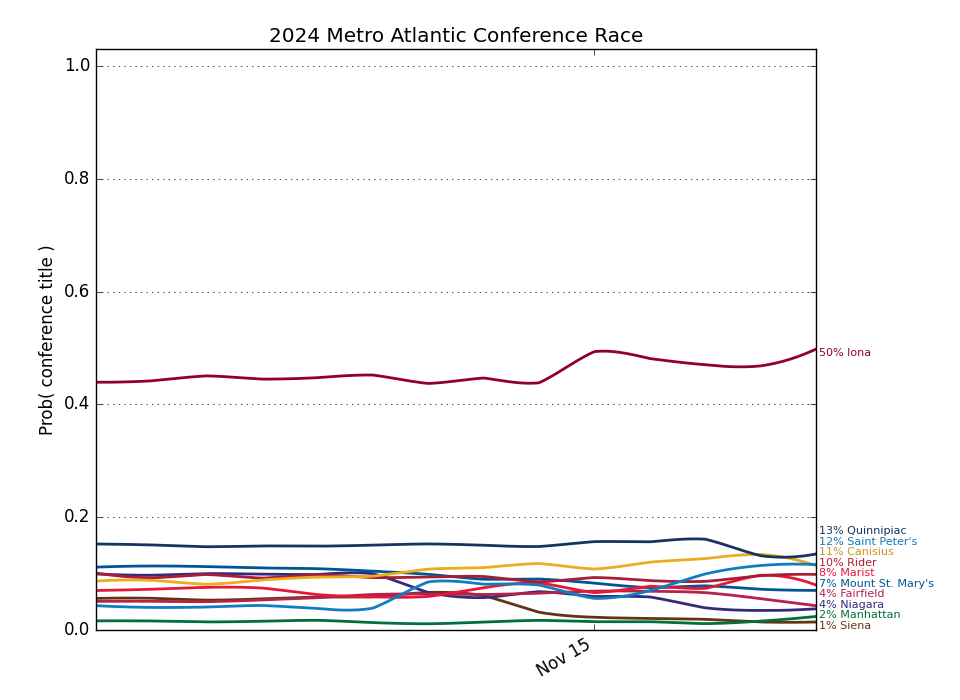 2024 Metro Atlantic Conference Race
1.0
0.8
0.6
0.4
0.2
0.0
Prob( conference title )
Nov 15
50% Iona
13% Quinnipiac
12% Saint Peter's
11% Canisius
10% Rider
8% Marist
7% Mount St. Mary's
4% Fairfield
4% Niagara
2% Manhattan
1% Siena